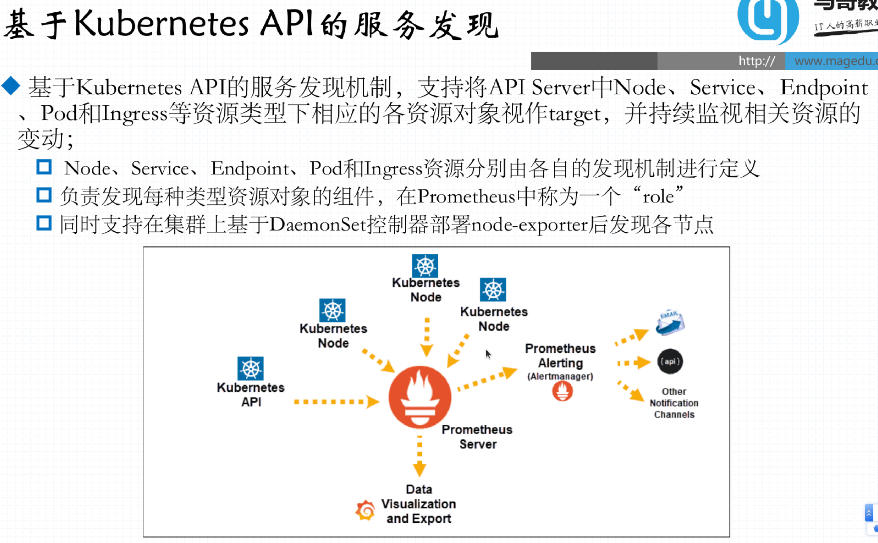 基于Kubernetes API的服务发现
IT人的高薪职业
http://
www.magedu.c
基于Kubernetes API的服务发现机制，支持将API Server中Node、Service、Endpoint
、Pod和Ingress等资源类型下相应的各资源对象视作target，并持续监视相关资源的
变动；
Node、Service、Endpoint、Pod和Ingress资源分别由各自的发现机制进行定义
负责发现每种类型资源对象的组件，在Prometheus中称为一个“role”
同时支持在集群上基于DaemonSet控制器部署node-exporter后发现各节点
Kubernetes
Node
Kubernetes
Node
Kubernetes
Node
Kubernetes
API
Prometheus
Alerting
(Alertmanager)
EMAIL
{api}
Other
Notification
Channels
Prometheus
Server
Data
Visualization
and Export